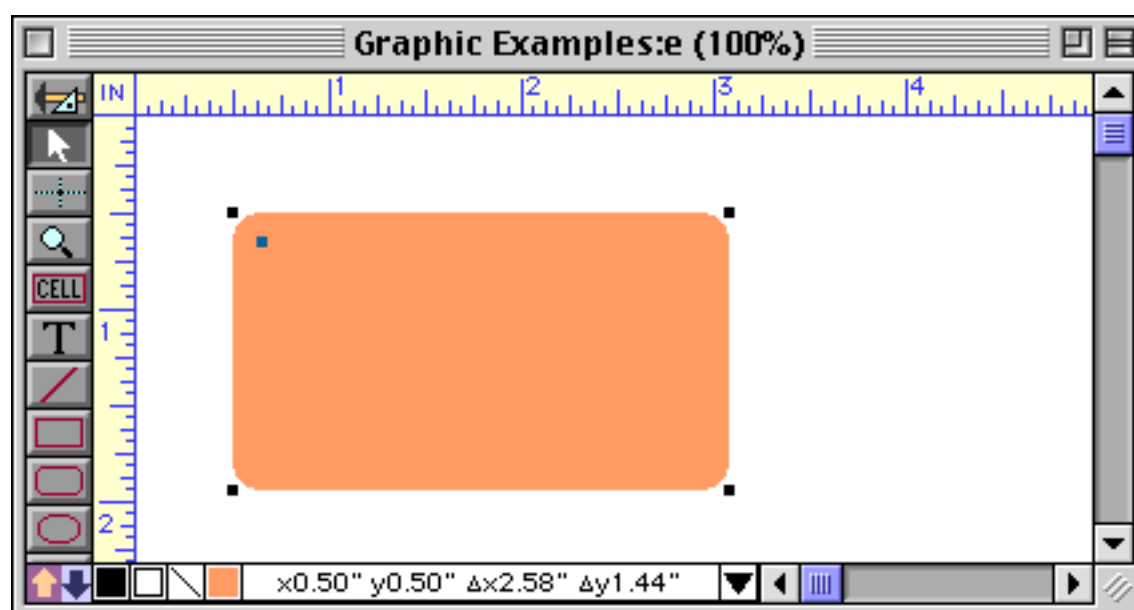 Graphic Examples:e (100%)
IN
1 2 3 4
CELL
T
1
2
x0.50" y0.50" Δx2.58" Δy1.44"